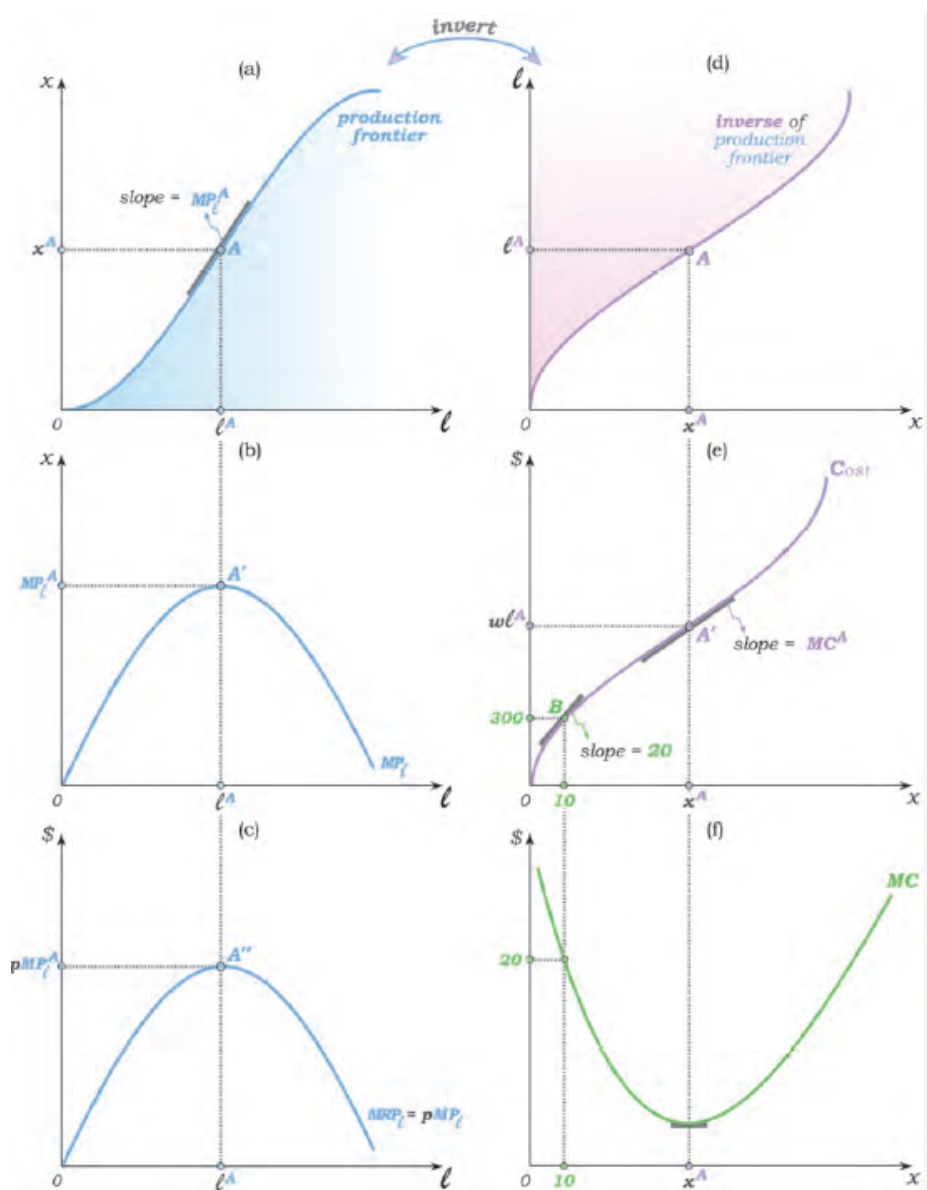 invert
(a)
x
production
frontier
slope = MPℓᴬ
xᴬ
A
0
ℓᴬ
ℓ
(d)
ℓ
inverse of
production
frontier
ℓᴬ
A
0
xᴬ
x
(b)
x
MPℓᴬ
A'
MPℓ
0
ℓᴬ
ℓ
(e)
$
Cost
wℓᴬ
A'
slope = MCᴬ
B
300
slope = 20
0
10
xᴬ
x
(c)
$
pMPℓᴬ
A''
MRPℓ = pMPℓ
0
ℓᴬ
ℓ
(f)
$
MC
20
0
10
xᴬ
x